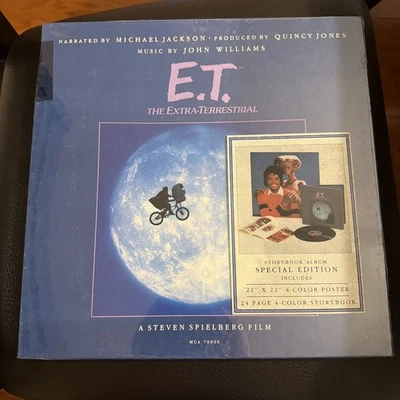 NARRATED BY MICHAEL JACKSON · PRODUCED BY QUINCY JONES
MUSIC BY JOHN WILLIAMS
E.T.
THE EXTRA-TERRESTRIAL
STORYBOOK ALBUM
SPECIAL EDITION
INCLUDES
22" X 22" 4-COLOR POSTER
24 PAGE 4-COLOR STORYBOOK
A STEVEN SPIELBERG FILM
MCA 70000